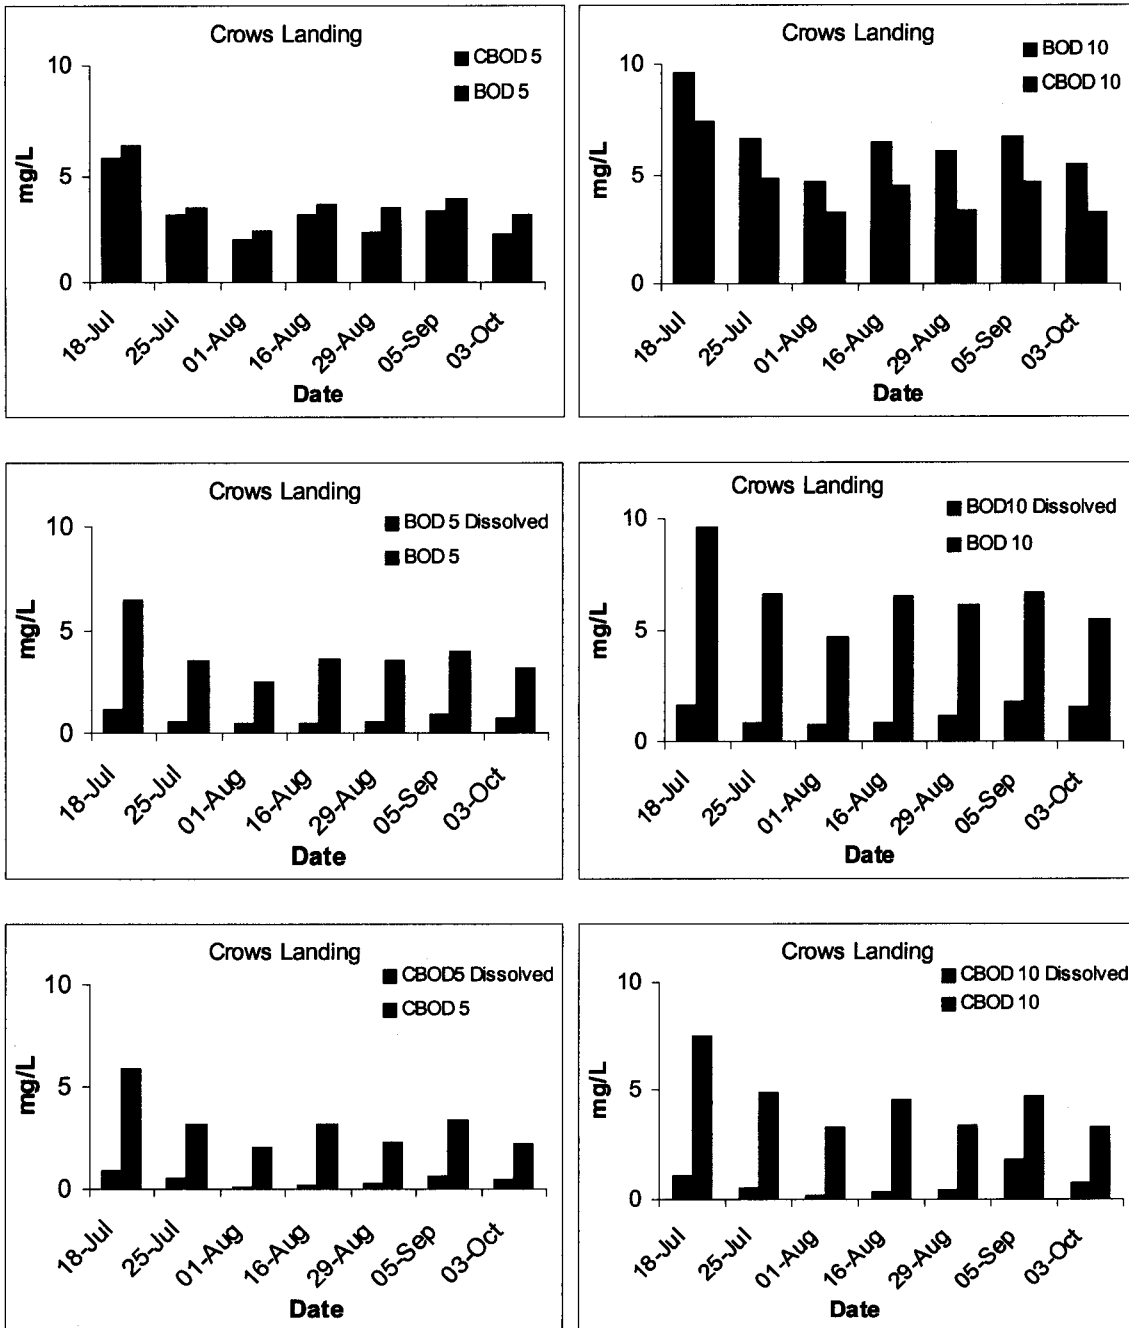 Crows Landing
CBOD 5
BOD 5
10
5
0
mg/L
18-Jul
25-Jul
01-Aug
16-Aug
29-Aug
05-Sep
03-Oct
Date
Crows Landing
BOD 10
CBOD 10
10
5
0
mg/L
18-Jul
25-Jul
01-Aug
16-Aug
29-Aug
05-Sep
03-Oct
Date
Crows Landing
BOD 5 Dissolved
BOD 5
10
5
0
mg/L
18-Jul
25-Jul
01-Aug
16-Aug
29-Aug
05-Sep
03-Oct
Date
Crows Landing
BOD10 Dissolved
BOD 10
10
5
0
mg/L
18-Jul
25-Jul
01-Aug
16-Aug
29-Aug
05-Sep
03-Oct
Date
Crows Landing
CBOD5 Dissolved
CBOD 5
10
5
0
mg/L
18-Jul
25-Jul
01-Aug
16-Aug
29-Aug
05-Sep
03-Oct
Date
Crows Landing
CBOD 10 Dissolved
CBOD 10
10
5
0
mg/L
18-Jul
25-Jul
01-Aug
16-Aug
29-Aug
05-Sep
03-Oct
Date